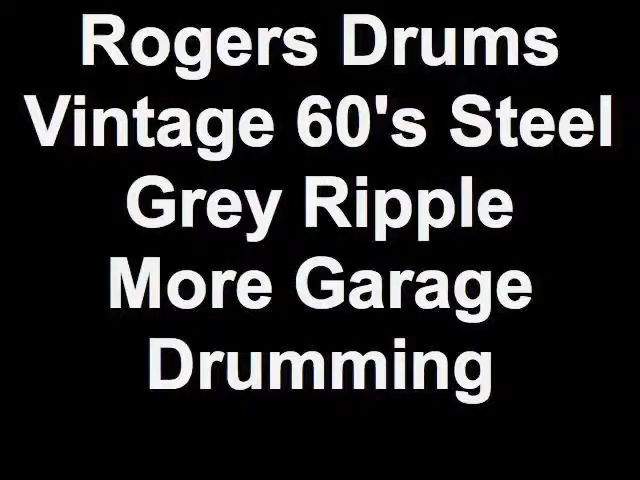 Rogers Drums
Vintage 60's Steel
Grey Ripple
More Garage
Drumming